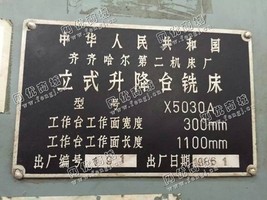 中华人民共和国
齐齐哈尔第二机床厂
立式升降台铣床
型号 X5030A
工作台工作面宽度 300mm
工作台工作面长度 1100mm
出厂编号 出厂日期